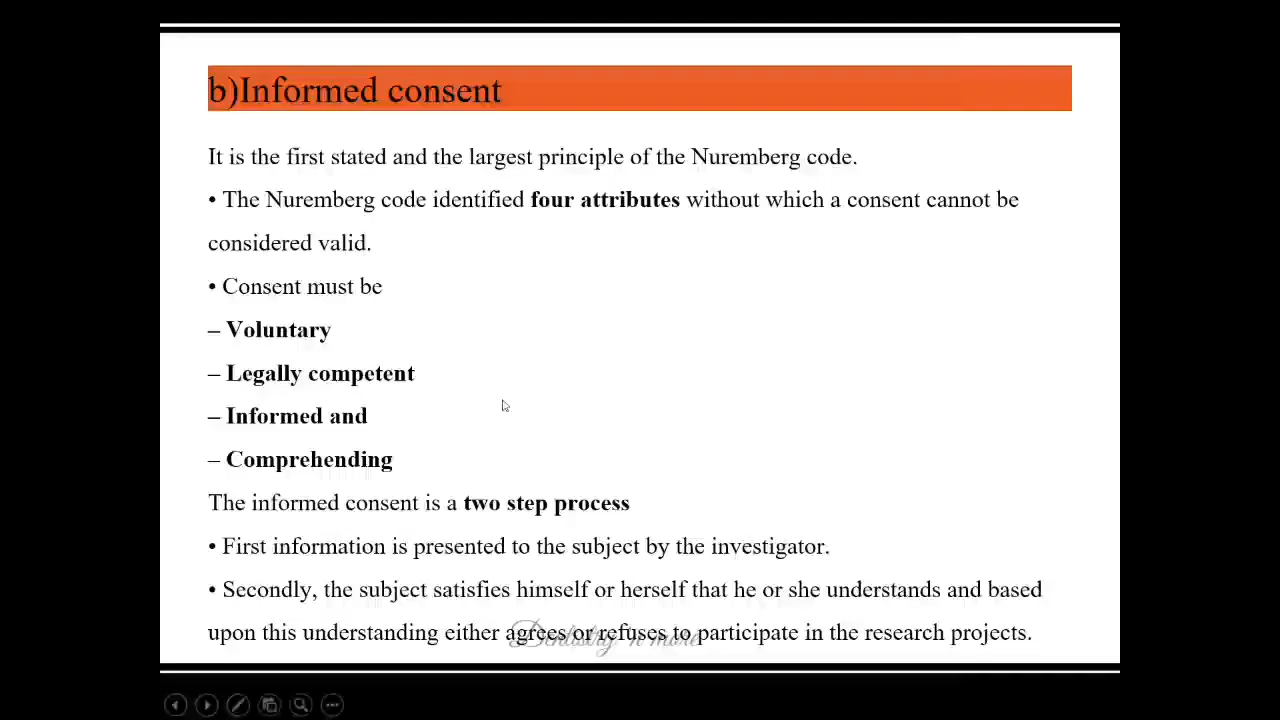 b)Informed consent
It is the first stated and the largest principle of the Nuremberg code.
• The Nuremberg code identified four attributes without which a consent cannot be
considered valid.
• Consent must be
– Voluntary
– Legally competent
– Informed and
– Comprehending
The informed consent is a two step process
• First information is presented to the subject by the investigator.
• Secondly, the subject satisfies himself or herself that he or she understands and based
upon this understanding either agrees or refuses to participate in the research projects.
Dentistry 'n more